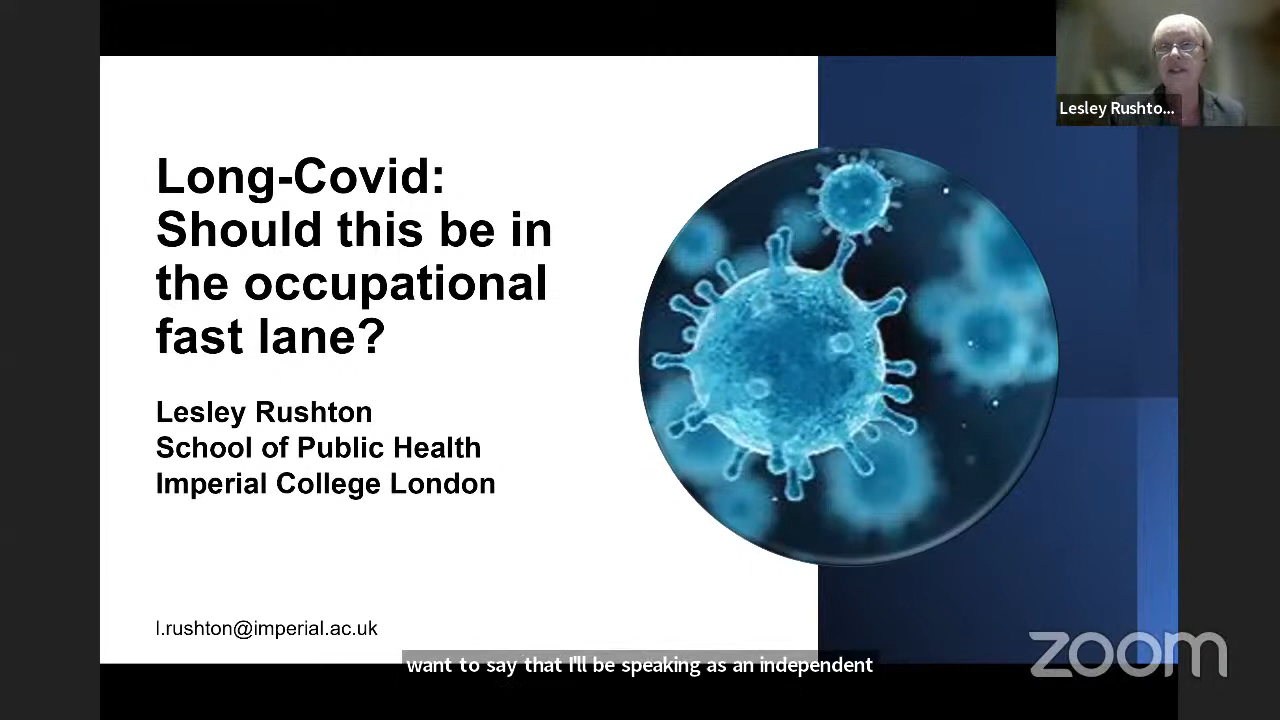 Lesley Rushto...
Long-Covid:
Should this be in
the occupational
fast lane?
Lesley Rushton
School of Public Health
Imperial College London
l.rushton@imperial.ac.uk
want to say that I'll be speaking as an independent
zoom